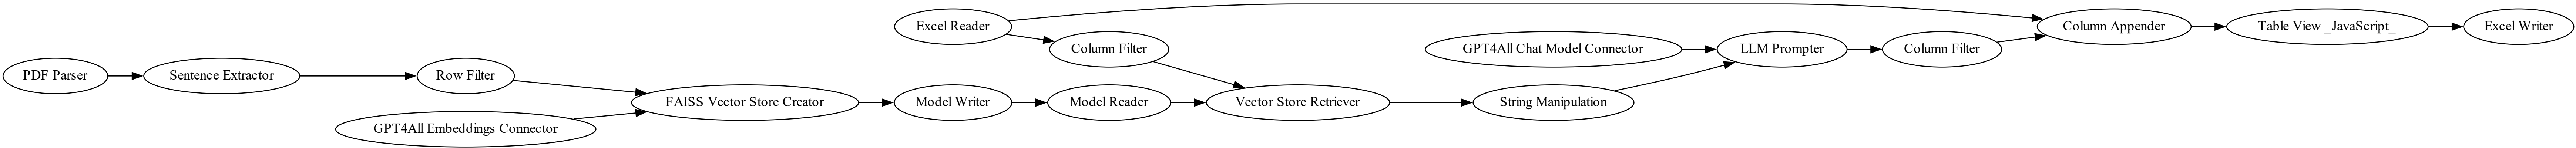 PDF Parser
Sentence Extractor
Row Filter
GPT4All Embeddings Connector
FAISS Vector Store Creator
Model Writer
Excel Reader
Column Filter
Model Reader
Vector Store Retriever
GPT4All Chat Model Connector
String Manipulation
LLM Prompter
Column Filter
Column Appender
Table View _JavaScript_
Excel Writer